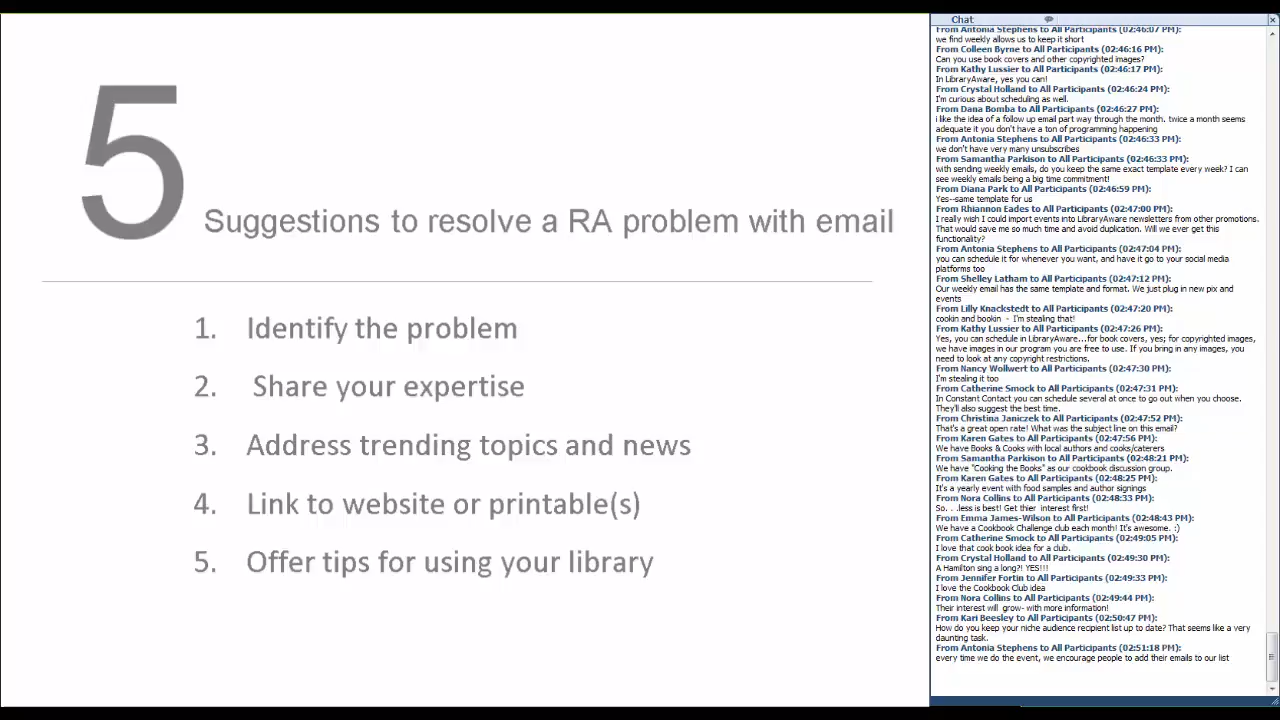 5
Suggestions to resolve a RA problem with email
1. Identify the problem
2. Share your expertise
3. Address trending topics and news
4. Link to website or printable(s)
5. Offer tips for using your library
Chat
From Antonia Stephens to All Participants (02:46:07 PM):
we find weekly allows us to keep it short
From Colleen Byrne to All Participants (02:46:16 PM):
Can you use book covers and other copyrighted images?
From Kathy Lussier to All Participants (02:46:17 PM):
In LibraryAware, yes you can!
From Crystal Holland to All Participants (02:46:24 PM):
I'm curious about scheduling as well.
From Dana Bomba to All Participants (02:46:27 PM):
i like the idea of a follow up email part way through the month. twice a month seems
adequate it you don't have a ton of programming happening
From Antonia Stephens to All Participants (02:46:33 PM):
we don't have very many unsubscribes
From Samantha Parkison to All Participants (02:46:33 PM):
with sending weekly emails, do you keep the same exact template every week? I can
see weekly emails being a big time commitment!
From Diana Park to All Participants (02:46:59 PM):
Yes--same template for us
From Rhiannon Eades to All Participants (02:47:00 PM):
I really wish I could import events into LibraryAware newsletters from other promotions.
That would save me so much time and avoid duplication. Will we ever get this
functionality?
From Antonia Stephens to All Participants (02:47:04 PM):
you can schedule it for whenever you want, and have it go to your social media
platforms too
From Shelley Latham to All Participants (02:47:12 PM):
Our weekly email has the same template and format. We just plug in new pix and
events
From Lilly Knackstedt to All Participants (02:47:20 PM):
cookin and bookin - I'm stealing that!
From Kathy Lussier to All Participants (02:47:26 PM):
Yes, you can schedule in LibraryAware...for book covers, yes; for copyrighted images,
we have images in our program you are free to use. If you bring in any images, you
need to look at any copyright restrictions.
From Nancy Wollwert to All Participants (02:47:30 PM):
I'm stealing it too
From Catherine Smock to All Participants (02:47:31 PM):
In Constant Contact you can schedule several at once to go out when you choose.
They'll also suggest the best time.
From Christina Janiczek to All Participants (02:47:52 PM):
That's a great open rate! What was the subject line on this email?
From Karen Gates to All Participants (02:47:56 PM):
We have Books & Cooks with local authors and cooks/caterers
From Samantha Parkison to All Participants (02:48:21 PM):
We have "Cooking the Books" as our cookbook discussion group.
From Karen Gates to All Participants (02:48:25 PM):
It's a yearly event with food samples and author signings
From Nora Collins to All Participants (02:48:33 PM):
So. . .less is best! Get thier interest first!
From Emma James-Wilson to All Participants (02:48:43 PM):
We have a Cookbook Challenge club each month! It's awesome. :)
From Catherine Smock to All Participants (02:49:05 PM):
I love that cook book idea for a club.
From Crystal Holland to All Participants (02:49:30 PM):
A Hamilton sing a long?! YES!!!
From Jennifer Fortin to All Participants (02:49:33 PM):
I love the Cookbook Club idea
From Nora Collins to All Participants (02:49:44 PM):
Their interest will grow- with more information!
From Kari Beesley to All Participants (02:50:47 PM):
How do you keep your niche audience recipient list up to date? That seems like a very
daunting task.
From Antonia Stephens to All Participants (02:51:18 PM):
every time we do the event, we encourage people to add their emails to our list